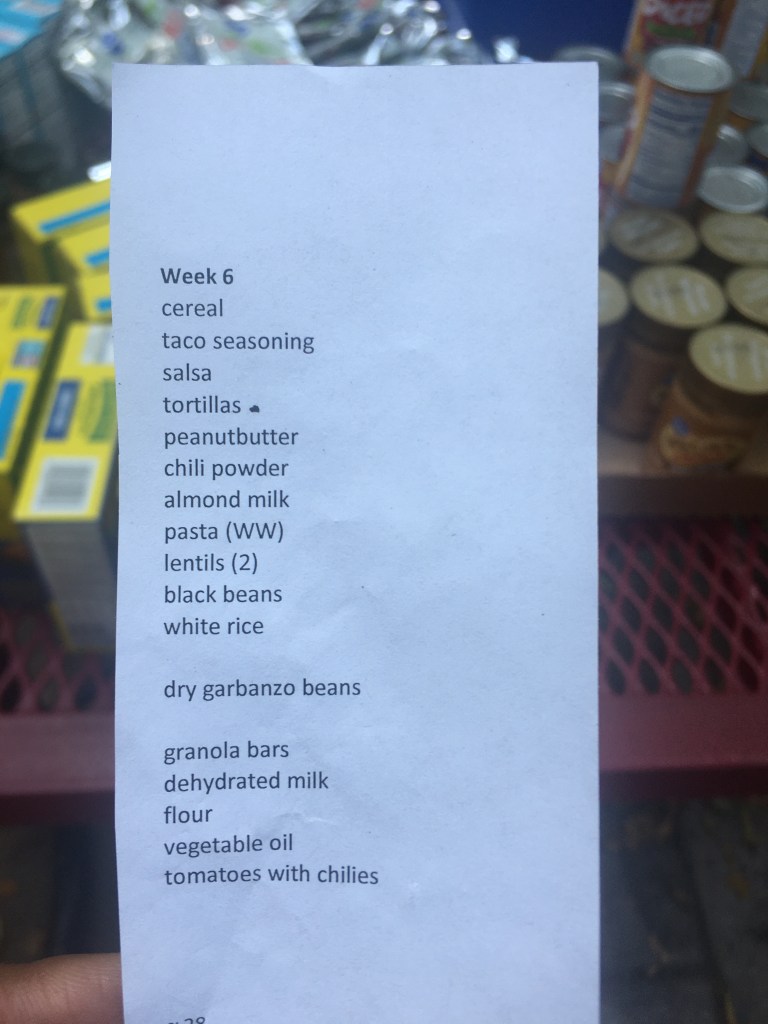 Week 6
cereal
taco seasoning
salsa
tortillas
peanutbutter
chili powder
almond milk
pasta (WW)
lentils (2)
black beans
white rice
dry garbanzo beans
granola bars
dehydrated milk
flour
vegetable oil
tomatoes with chilies